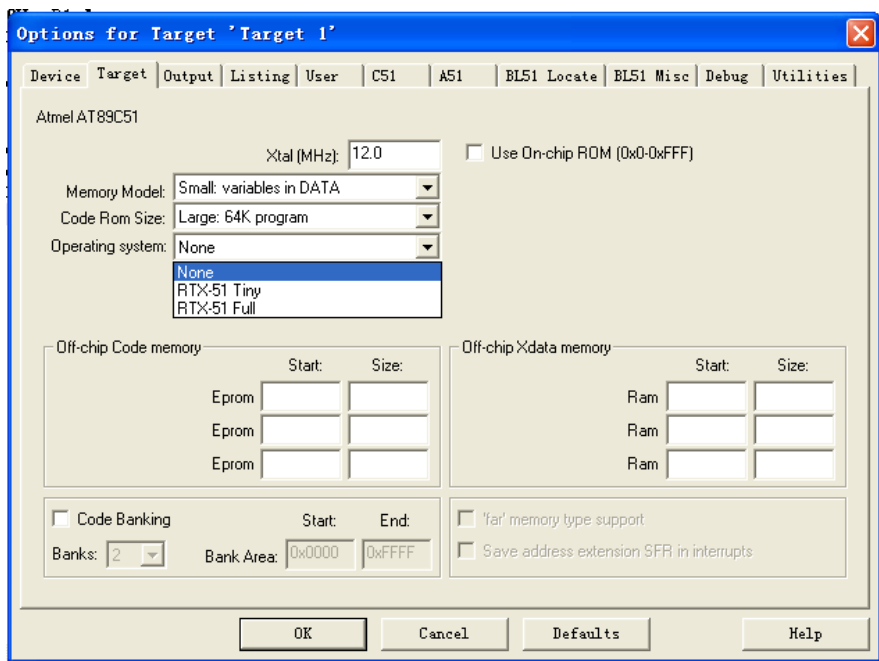 Options for Target 'Target 1'
Device Target Output Listing User C51 A51 BL51 Locate BL51 Misc Debug Utilities
Atmel AT89C51
Xtal (MHz): 12.0 Use On-chip ROM (0x0-0xFFF)
Memory Model: Small: variables in DATA
Code Rom Size: Large: 64K program
Operating system: None
None
RTX-51 Tiny
RTX-51 Full
Off-chip Code memory Off-chip Xdata memory
Start: Size: Start: Size:
Eprom Ram
Eprom Ram
Eprom Ram
Code Banking Start: End: 'far' memory type support
Banks: 2 Bank Area: 0x0000 0xFFFF Save address extension SFR in interrupts
OK Cancel Defaults Help